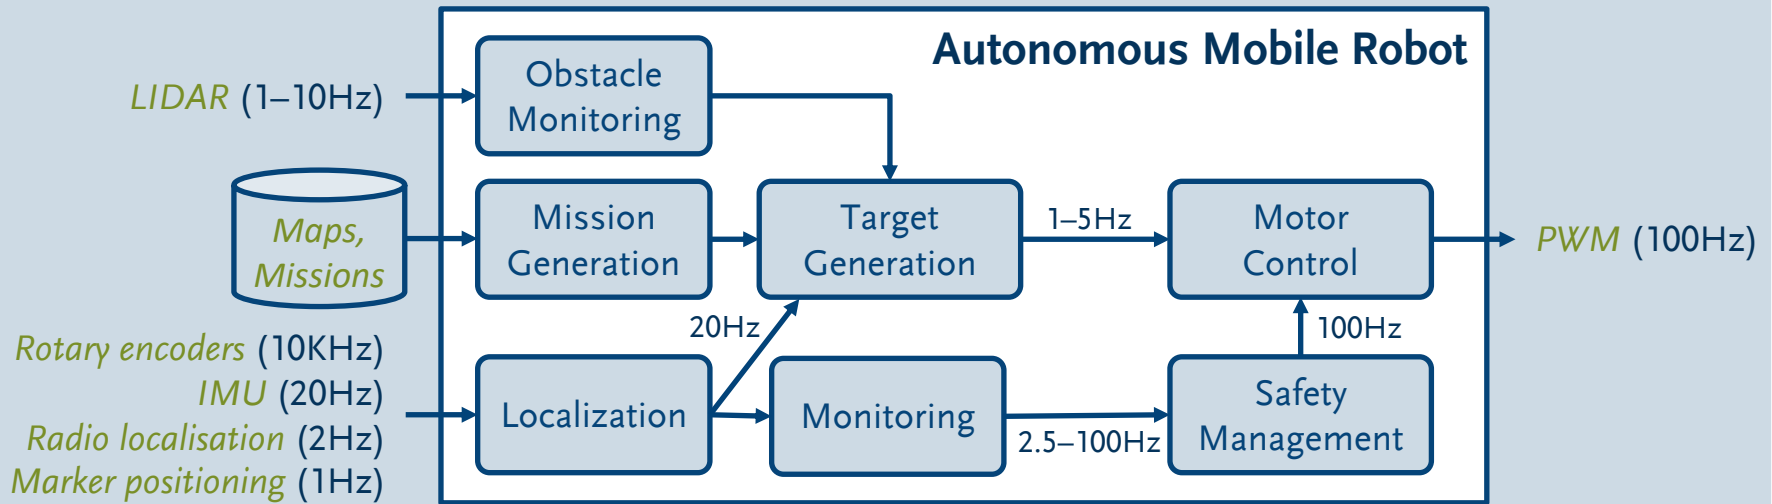 Autonomous Mobile Robot
LIDAR (1–10Hz)
Obstacle
Monitoring
Maps,
Missions
Mission
Generation
Target
Generation
1–5Hz
Motor
Control
PWM (100Hz)
20Hz
100Hz
Rotary encoders (10KHz)
IMU (20Hz)
Radio localisation (2Hz)
Marker positioning (1Hz)
Localization
Monitoring
2.5–100Hz
Safety
Management